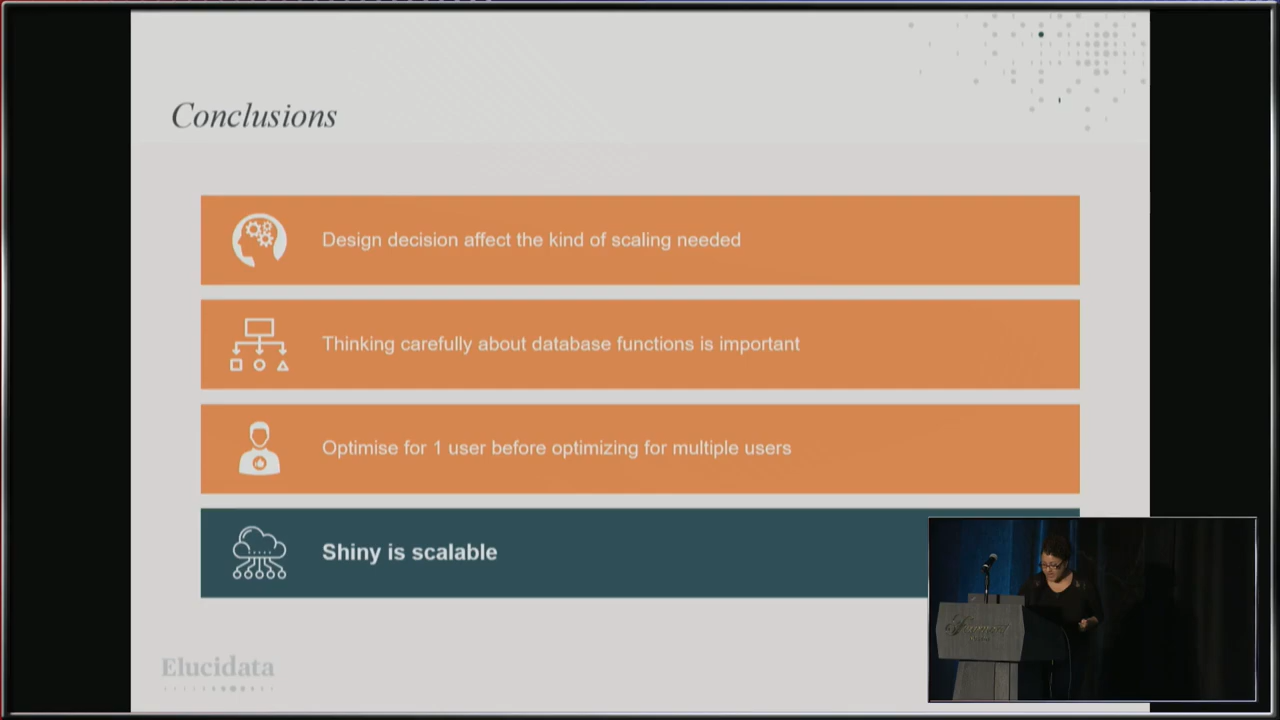 Conclusions
Design decision affect the kind of scaling needed
Thinking carefully about database functions is important
Optimise for 1 user before optimizing for multiple users
Shiny is scalable
Elucidata